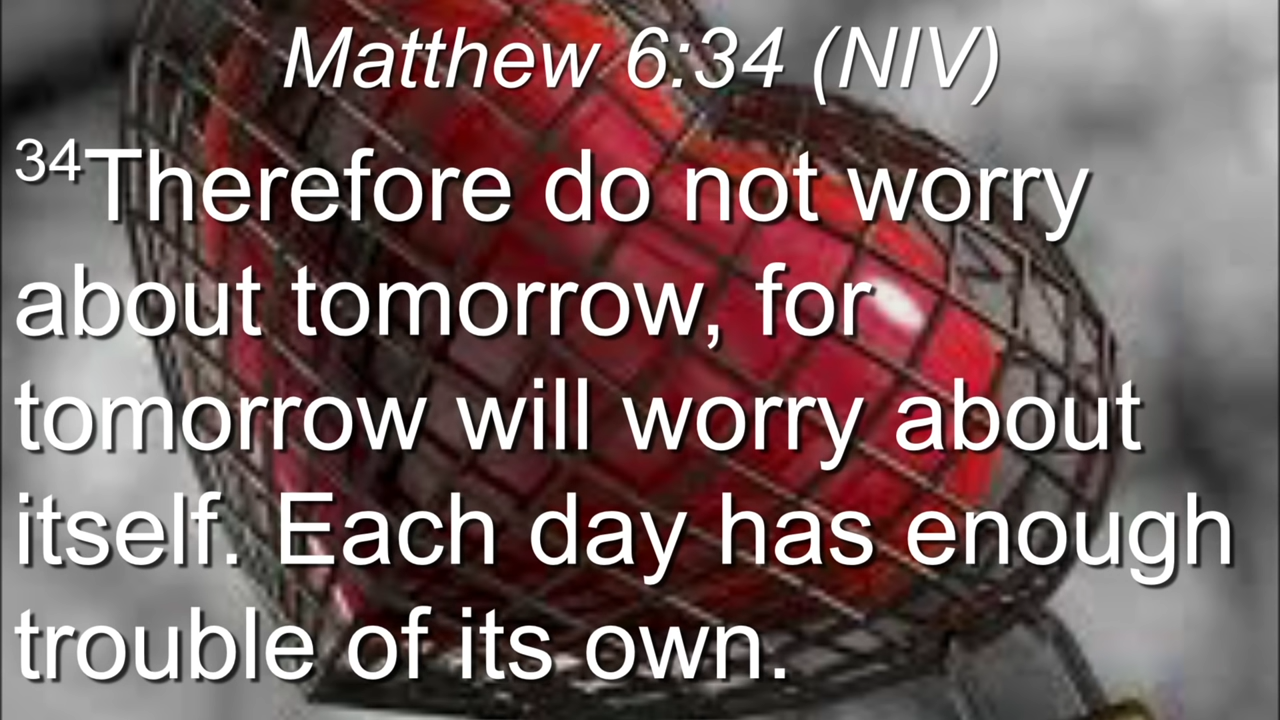 Matthew 6:34 (NIV)
34Therefore do not worry
about tomorrow, for
tomorrow will worry about
itself. Each day has enough
trouble of its own.